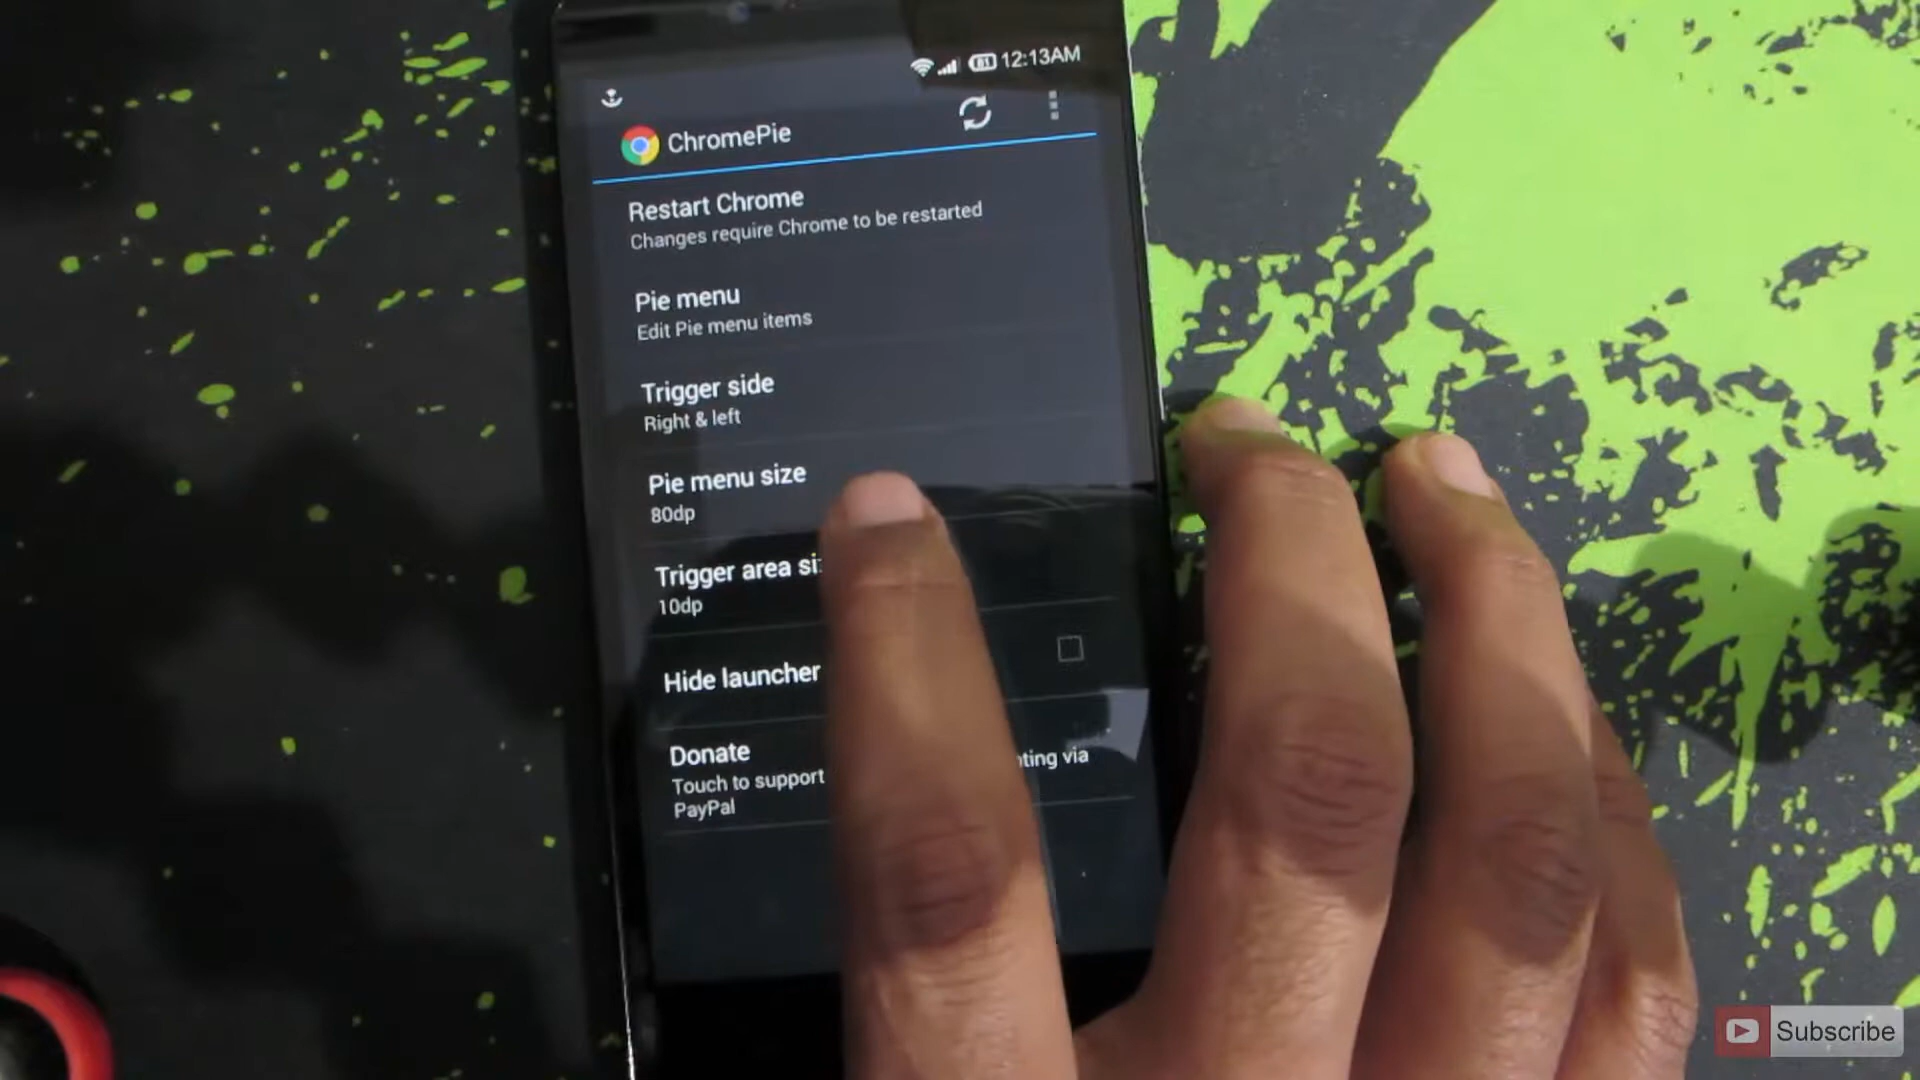 61 12:13AM
ChromePie
Restart Chrome
Changes require Chrome to be restarted
Pie menu
Edit Pie menu items
Trigger side
Right & left
Pie menu size
80dp
Trigger area si
10dp
Hide launcher
Donate
Touch to support nting via
PayPal
Subscribe